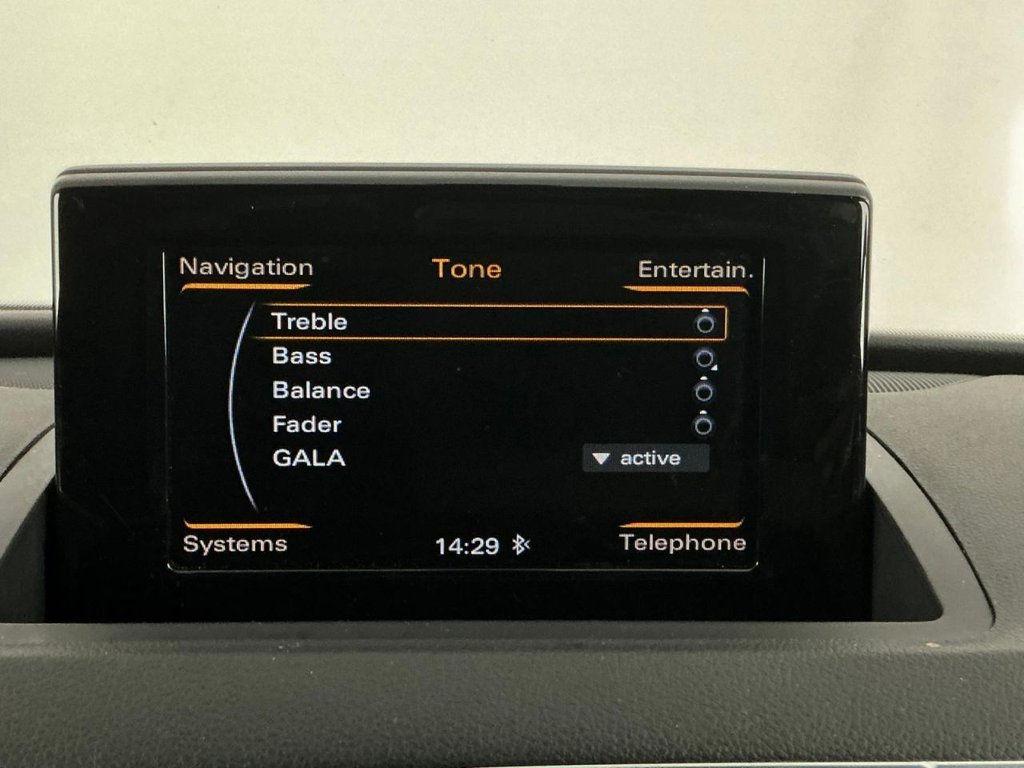 Navigation Tone Entertain.
Treble
Bass
Balance
Fader
GALA active
Systems 14:29 Telephone